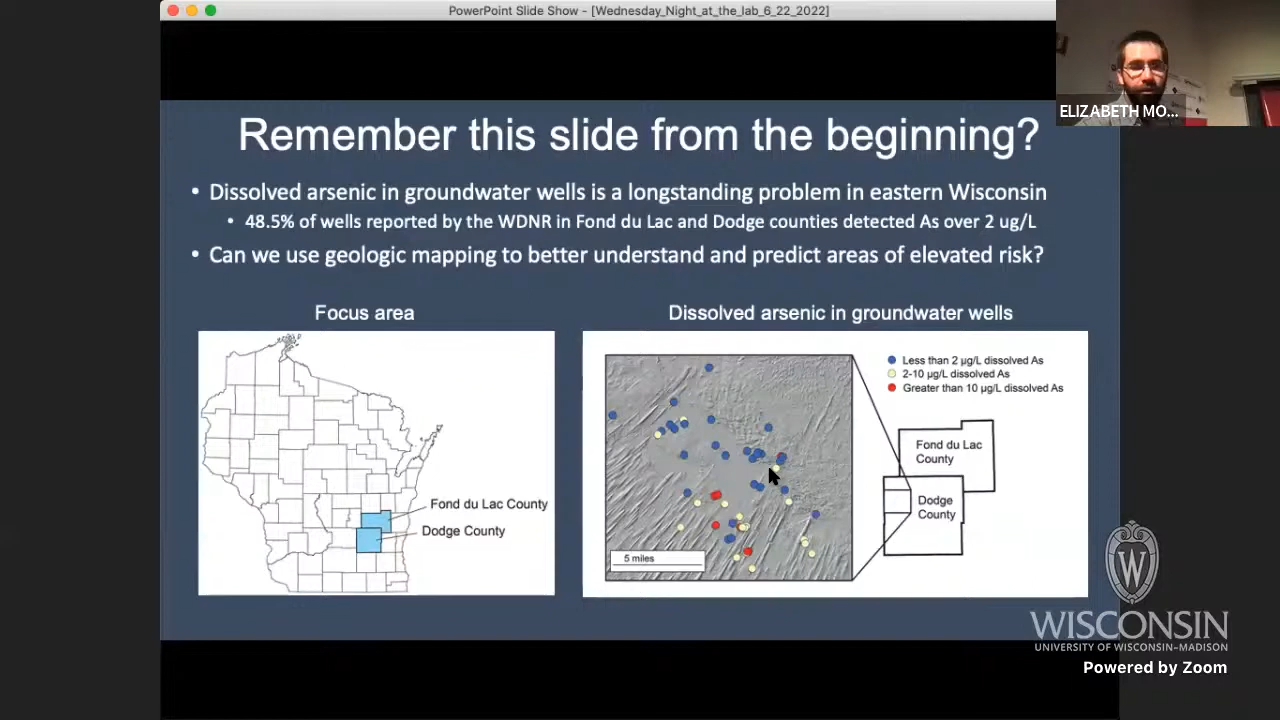 PowerPoint Slide Show - [Wednesday_Night_at_the_lab_6_22_2022]
ELIZABETH MO...
Remember this slide from the beginning?
• Dissolved arsenic in groundwater wells is a longstanding problem in eastern Wisconsin
• 48.5% of wells reported by the WDNR in Fond du Lac and Dodge counties detected As over 2 ug/L
• Can we use geologic mapping to better understand and predict areas of elevated risk?
Focus area
Fond du Lac County
Dodge County
Dissolved arsenic in groundwater wells
Less than 2 µg/L dissolved As
2-10 µg/L dissolved As
Greater than 10 µg/L dissolved As
Fond du Lac
County
Dodge
County
5 miles
W
WISCONSIN
UNIVERSITY OF WISCONSIN-MADISON
Powered by Zoom